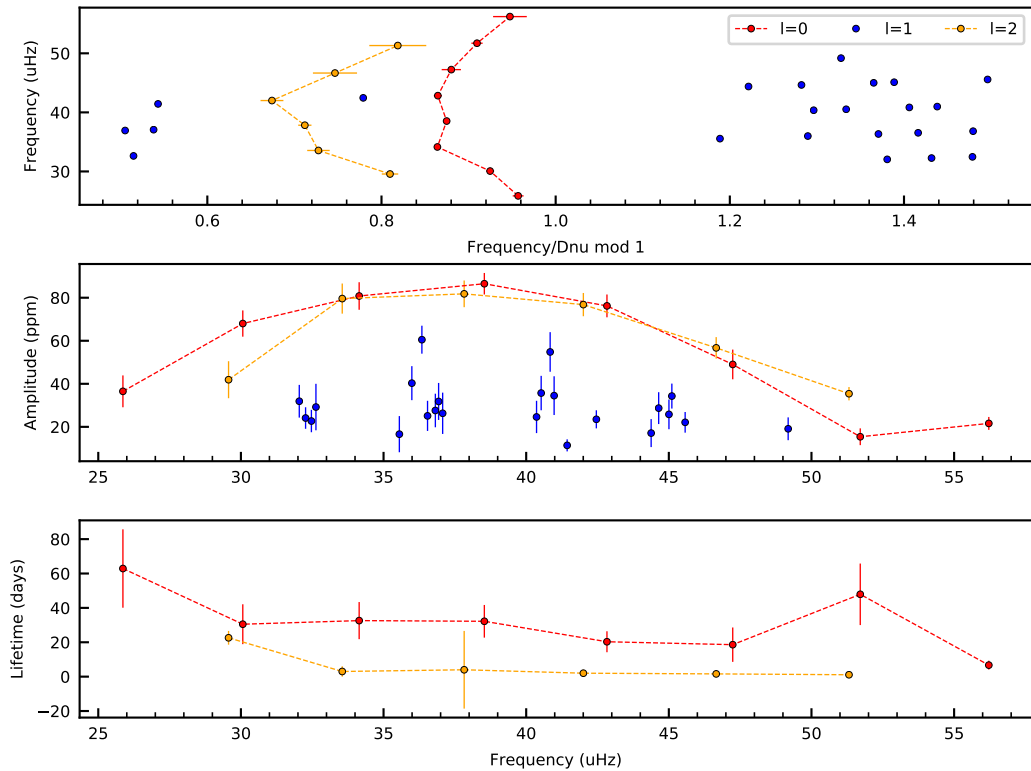 l=0 l=1 l=2
Frequency (uHz)
50
40
30
0.6 0.8 1.0 1.2 1.4
Frequency/Dnu mod 1
Amplitude (ppm)
80
60
40
20
25 30 35 40 45 50 55
Lifetime (days)
80
60
40
20
0
−20
25 30 35 40 45 50 55
Frequency (uHz)